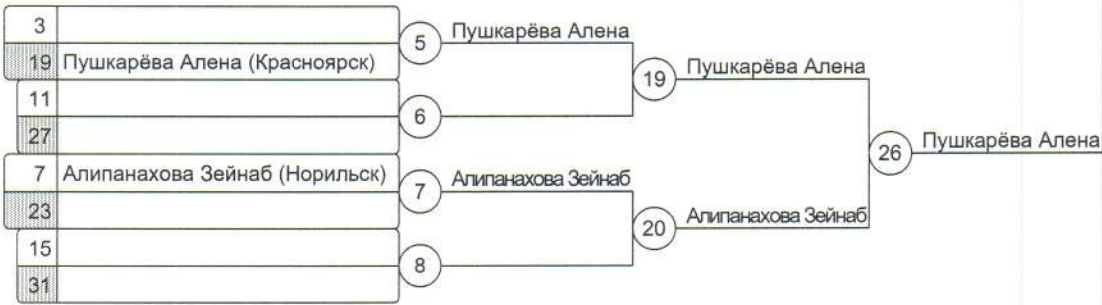 3
5
Пушкарёва Алена
19 Пушкарёва Алена (Красноярск)
19
Пушкарёва Алена
11
6
27
26
Пушкарёва Алена
7 Алипанахова Зейнаб (Норильск)
7
Алипанахова Зейнаб
23
20
Алипанахова Зейнаб
15
8
31